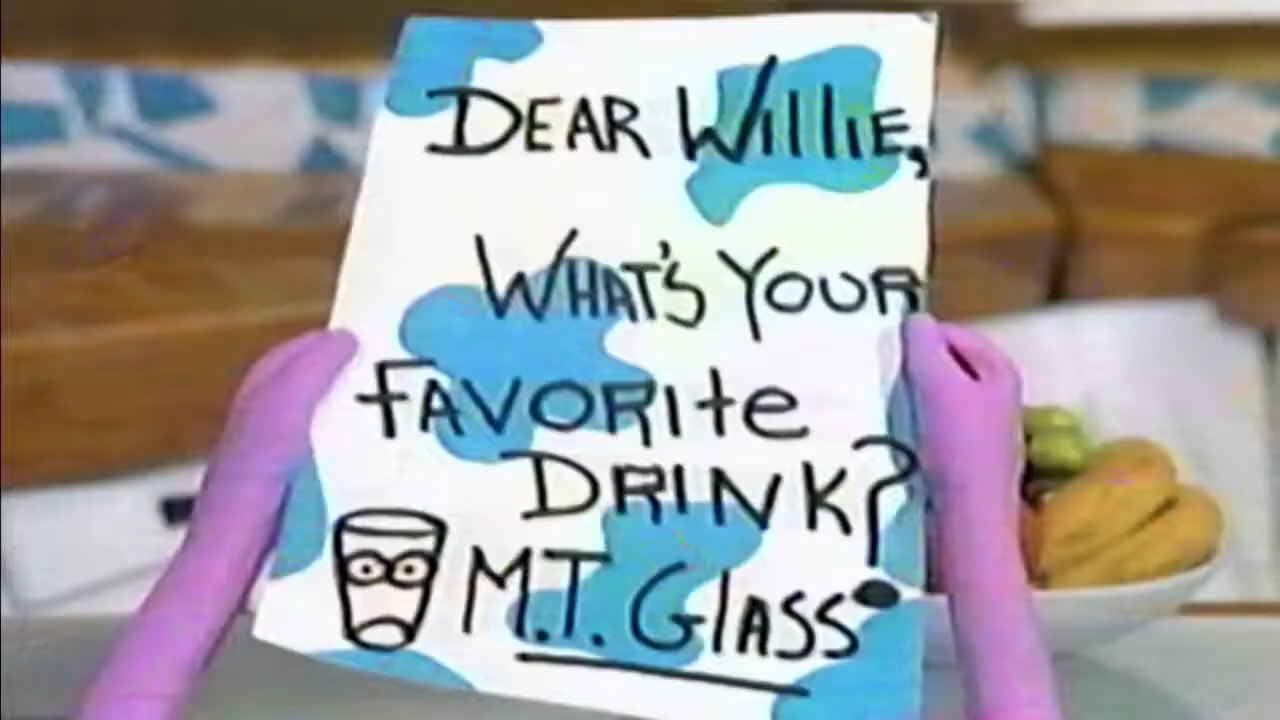 DEAR WIllIE,
WHAT'S YOUR
FAVORIte
DRINK?
M.T. GlASS